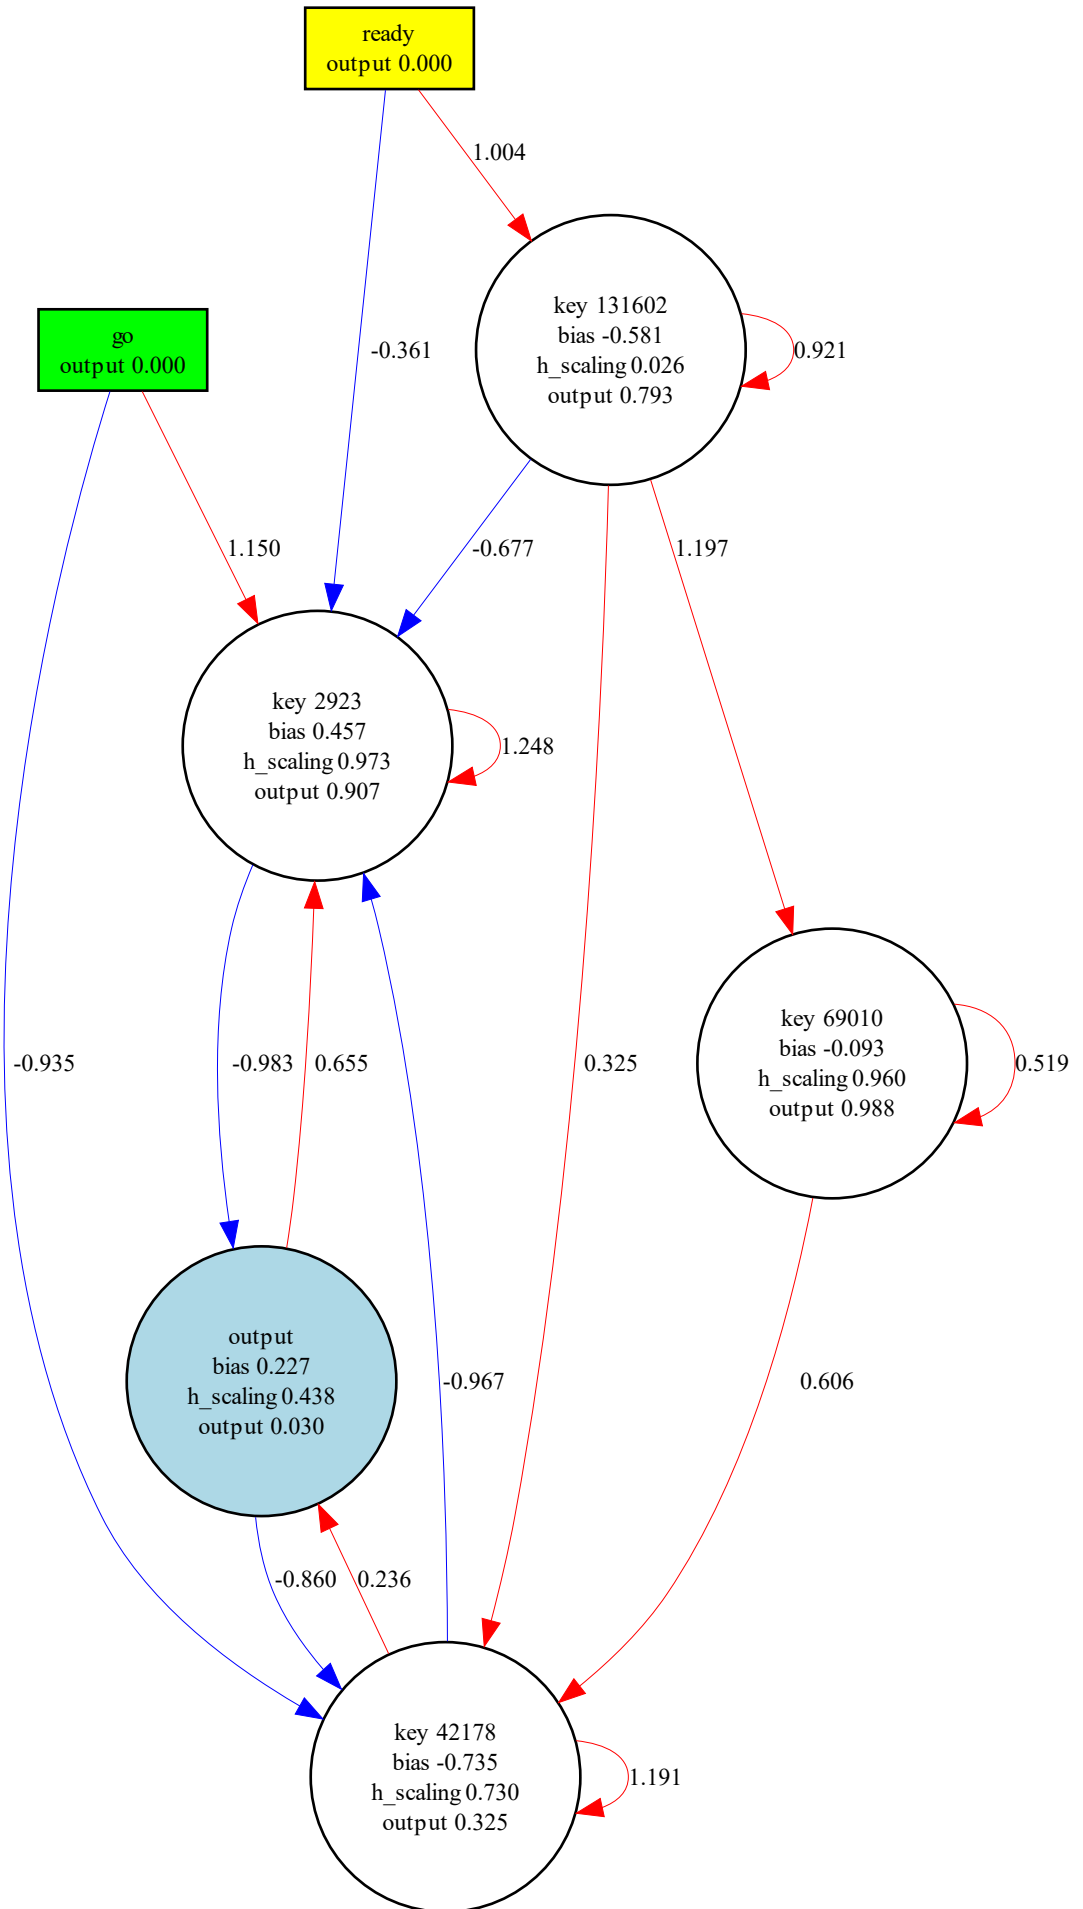 ready
output 0.000
1.004
key 131602
bias -0.581
h_scaling 0.026
output 0.793
0.921
-0.361
go
output 0.000
1.150
-0.677
1.197
key 2923
bias 0.457
h_scaling 0.973
output 0.907
1.248
key 69010
bias -0.093
h_scaling 0.960
output 0.988
0.519
-0.935
-0.983
0.655
0.325
output
bias 0.227
h_scaling 0.438
output 0.030
-0.967
0.606
-0.860
0.236
key 42178
bias -0.735
h_scaling 0.730
output 0.325
1.191